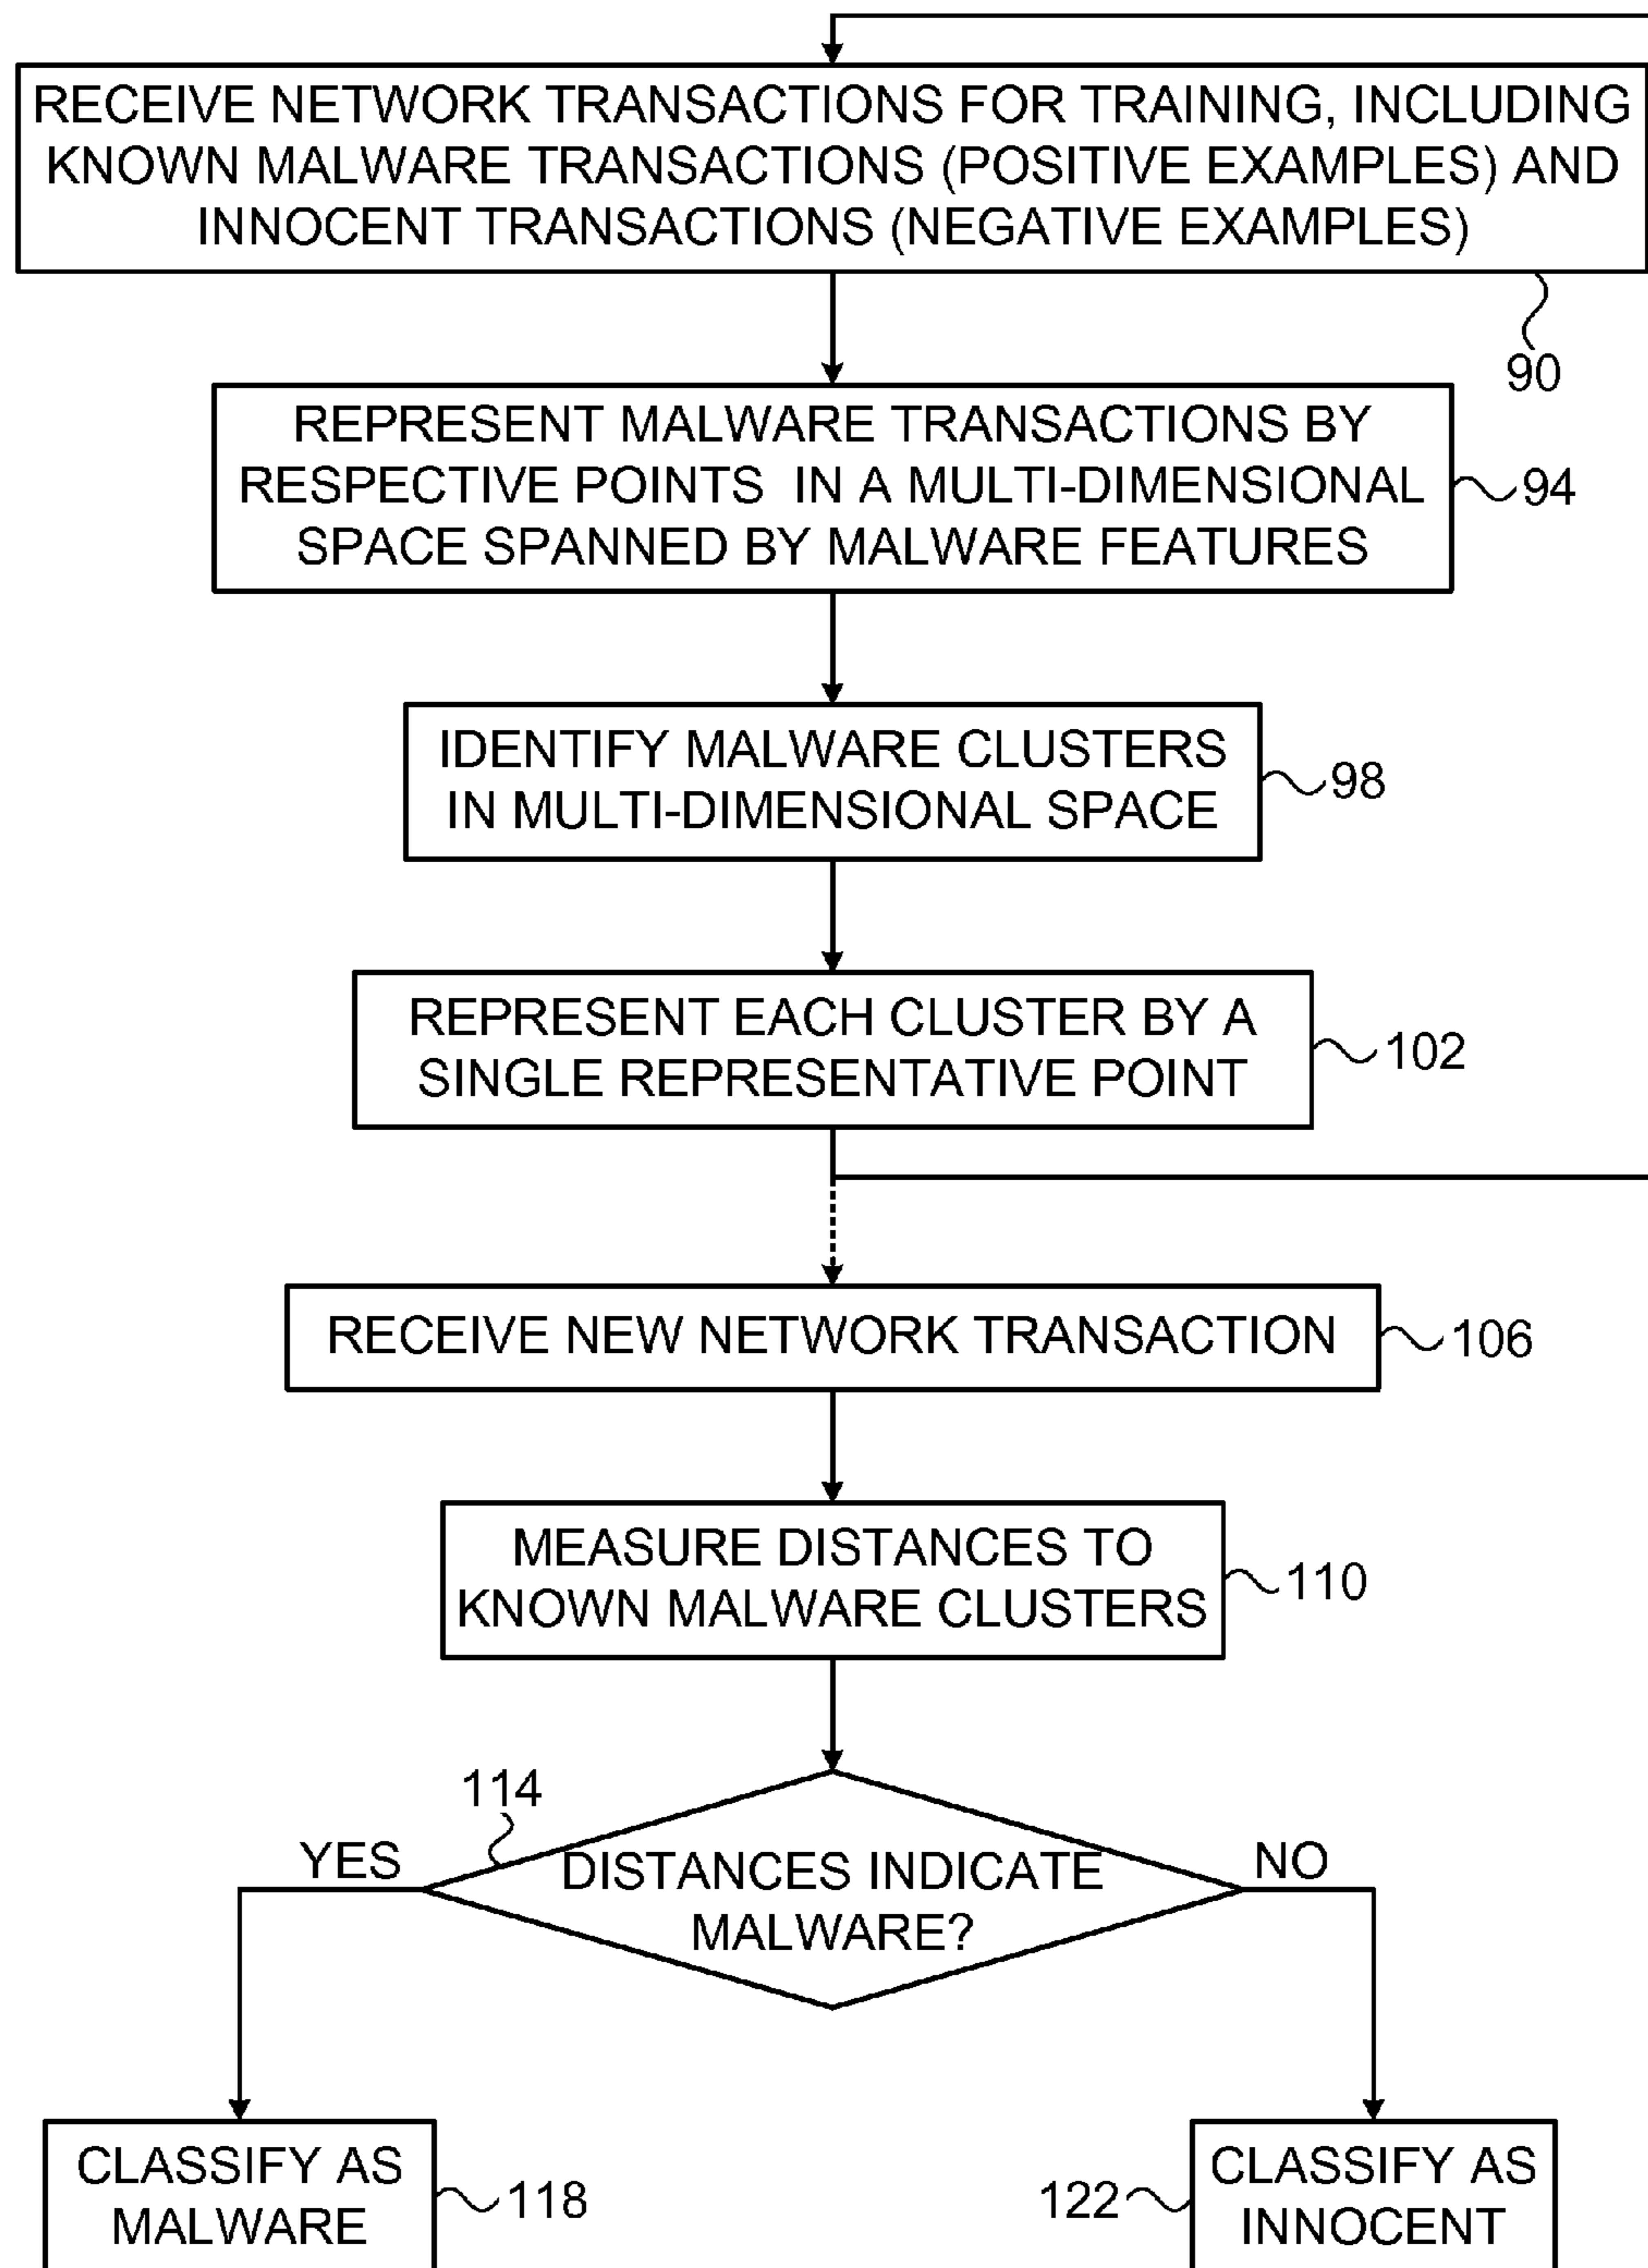 RECEIVE NETWORK TRANSACTIONS FOR TRAINING, INCLUDING
KNOWN MALWARE TRANSACTIONS (POSITIVE EXAMPLES) AND
INNOCENT TRANSACTIONS (NEGATIVE EXAMPLES)
90
REPRESENT MALWARE TRANSACTIONS BY
RESPECTIVE POINTS IN A MULTI-DIMENSIONAL
SPACE SPANNED BY MALWARE FEATURES
94
IDENTIFY MALWARE CLUSTERS
IN MULTI-DIMENSIONAL SPACE
98
REPRESENT EACH CLUSTER BY A
SINGLE REPRESENTATIVE POINT
102
RECEIVE NEW NETWORK TRANSACTION
106
MEASURE DISTANCES TO
KNOWN MALWARE CLUSTERS
110
114
YES
DISTANCES INDICATE
MALWARE?
NO
CLASSIFY AS
MALWARE
118
122
CLASSIFY AS
INNOCENT